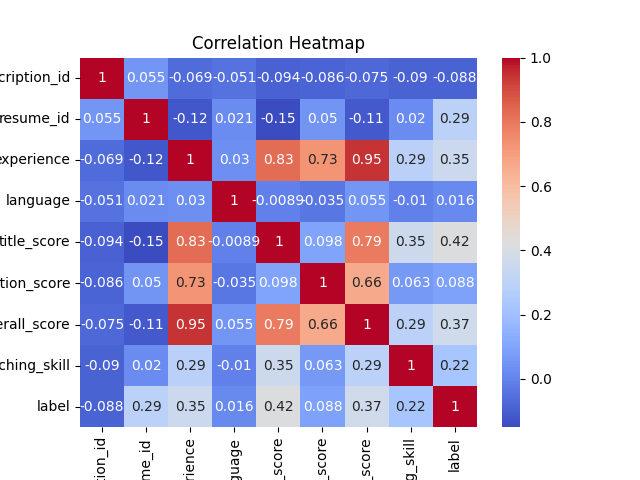 Correlation Heatmap
cription_id 1 0.055 -0.069 -0.051 -0.094 -0.086 -0.075 -0.09 -0.088
resume_id 0.055 1 -0.12 0.021 -0.15 0.05 -0.11 0.02 0.29
experience -0.069 -0.12 1 0.03 0.83 0.73 0.95 0.29 0.35
language -0.051 0.021 0.03 1 -0.0089 -0.035 0.055 -0.01 0.016
title_score -0.094 -0.15 0.83 -0.0089 1 0.098 0.79 0.35 0.42
tion_score -0.086 0.05 0.73 -0.035 0.098 1 0.66 0.063 0.088
erall_score -0.075 -0.11 0.95 0.055 0.79 0.66 1 0.29 0.37
ching_skill -0.09 0.02 0.29 -0.01 0.35 0.063 0.29 1 0.22
label -0.088 0.29 0.35 0.016 0.42 0.088 0.37 0.22 1
tion_id
me_id
rience
guage
_score
_score
_score
g_skill
label
1.0
0.8
0.6
0.4
0.2
0.0